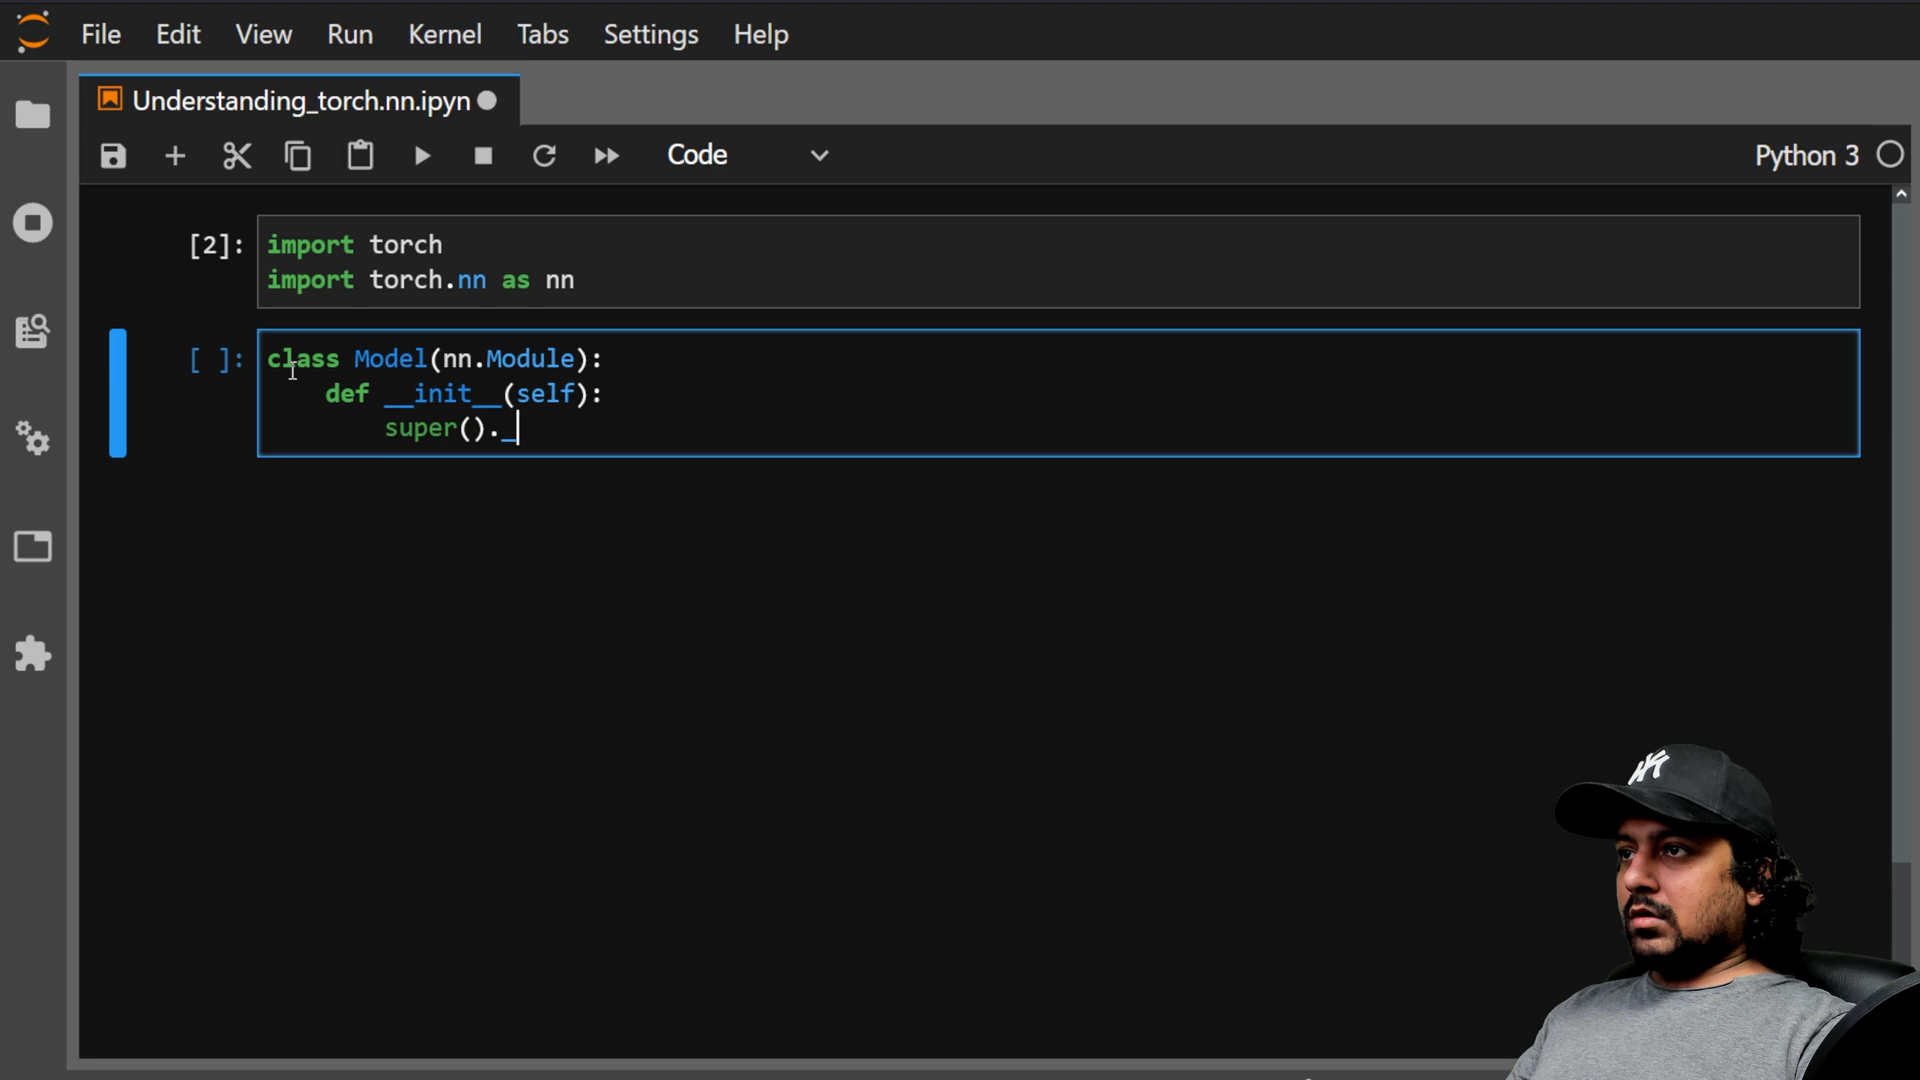 File Edit View Run Kernel Tabs Settings Help
Understanding_torch.nn.ipyn
Code
Python 3
[2]:
import torch
import torch.nn as nn
[ ]:
class Model(nn.Module):
    def __init__(self):
        super()._
NY